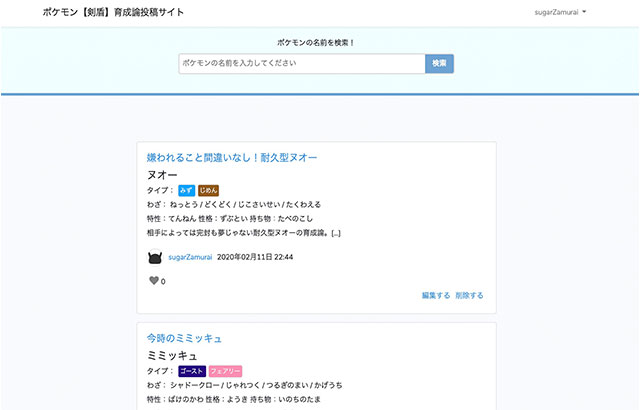 ポケモン【剣盾】育成論投稿サイト
sugarZamurai
ポケモンの名前を検索！
ポケモンの名前を入力してください
検索
嫌われること間違いなし！耐久型ヌオー
ヌオー
タイプ： みず じめん
わざ： ねっとう / どくどく / じこさいせい / たくわえる
特性：てんねん 性格：ずぶとい 持ち物：たべのこし
相手によっては完封も夢じゃない耐久型ヌオーの育成論。[...]
sugarZamurai 2020年02月11日 22:44
0
編集する 削除する
今時のミミッキュ
ミミッキュ
タイプ： ゴースト フェアリー
わざ： シャドークロー / じゃれつく / つるぎのまい / かげうち
特性：ばけのかわ 性格：ようき 持ち物：いのちのたま